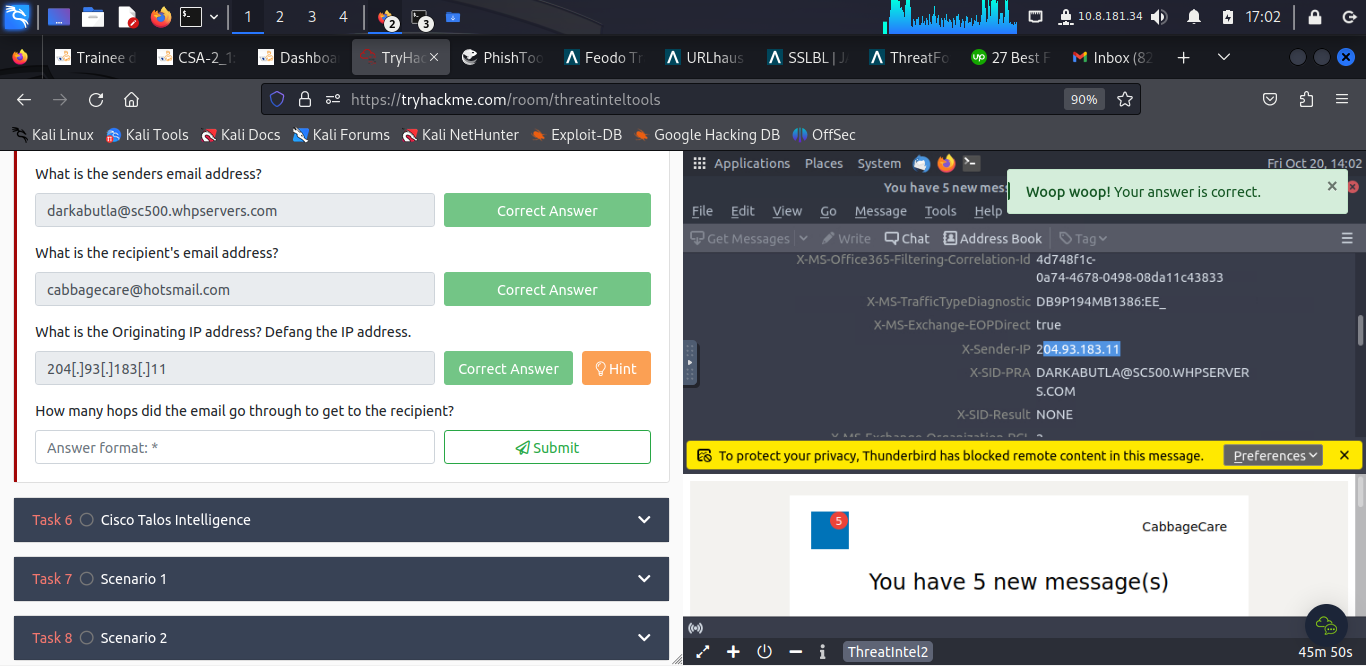 1 2 3 4 2 3 10.8.181.34 17:02
Trainee d CSA-2_1: Dashboa TryHac PhishToo Feodo Tr URLhaus SSLBL | JA ThreatFo 27 Best F Inbox (82
https://tryhackme.com/room/threatinteltools 90%
Kali Linux Kali Tools Kali Docs Kali Forums Kali NetHunter Exploit-DB Google Hacking DB OffSec
What is the senders email address?
darkabutla@sc500.whpservers.com Correct Answer
What is the recipient's email address?
cabbagecare@hotsmail.com Correct Answer
What is the Originating IP address? Defang the IP address.
204[.]93[.]183[.]11 Correct Answer Hint
How many hops did the email go through to get to the recipient?
Answer format: * Submit
Task 6 Cisco Talos Intelligence
Task 7 Scenario 1
Task 8 Scenario 2
Applications Places System Fri Oct 20, 14:02
You have 5 new mess
Woop woop! Your answer is correct.
File Edit View Go Message Tools Help
Get Messages Write Chat Address Book Tag
X-MS-Office365-Filtering-Correlation-Id 4d748f1c-
0a74-4678-0498-08da11c43833
X-MS-TrafficTypeDiagnostic DB9P194MB1386:EE_
X-MS-Exchange-EOPDirect true
X-Sender-IP 204.93.183.11
X-SID-PRA DARKABUTLA@SC500.WHPSERVER
S.COM
X-SID-Result NONE
To protect your privacy, Thunderbird has blocked remote content in this message. Preferences
5 CabbageCare
You have 5 new message(s)
ThreatIntel2 45m 50s